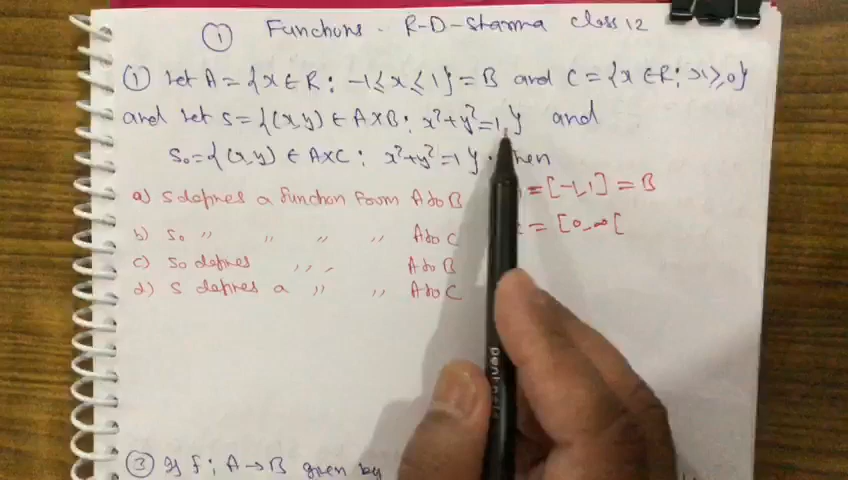 ① Functions. R-D-Sharma class 12
① Let A = {x ∈ R : -1 ≤ x ≤ 1} = B and C = {x ∈ R : x ≥ 0}
and let S = {(x,y) ∈ A×B : x²+y² = 1} and
S₀ = {(x,y) ∈ A×C : x²+y² = 1}. then
a) S defines a function from A to B = [-1,1] = B
b) S₀ " " " " A to C = [0,∞[
c) S₀ defines " " " A to B
d) S defines a " " A to C
③ If f : A → B given by
pentonic